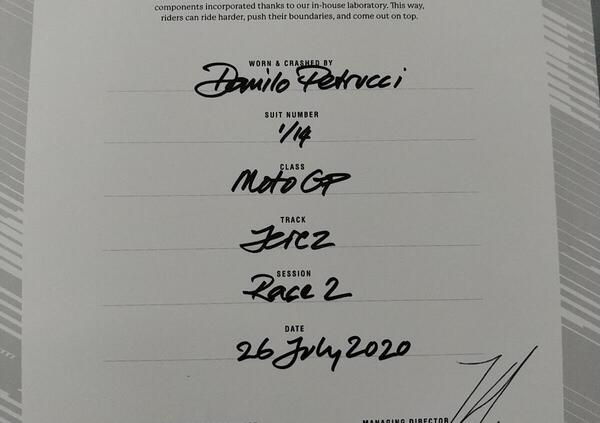 components incorporated thanks to our in-house laboratory. This way,
riders can ride harder, push their boundaries, and come out on top.
WORN & CRASHED BY
Danilo Petrucci
SUIT NUMBER
1/14
CLASS
Moto GP
TRACK
Jerez
SESSION
Race 2
DATE
26 July 2020
MANAGING DIRECTOR